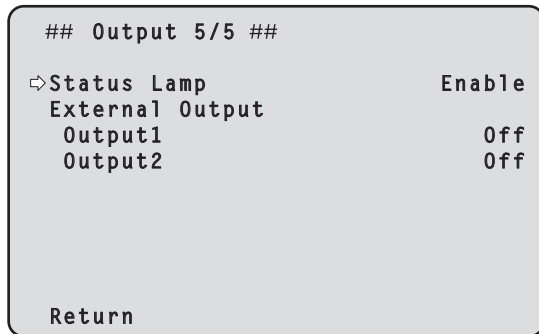 ## Output 5/5 ##
⇨Status Lamp Enable
External Output
Output1 Off
Output2 Off
Return